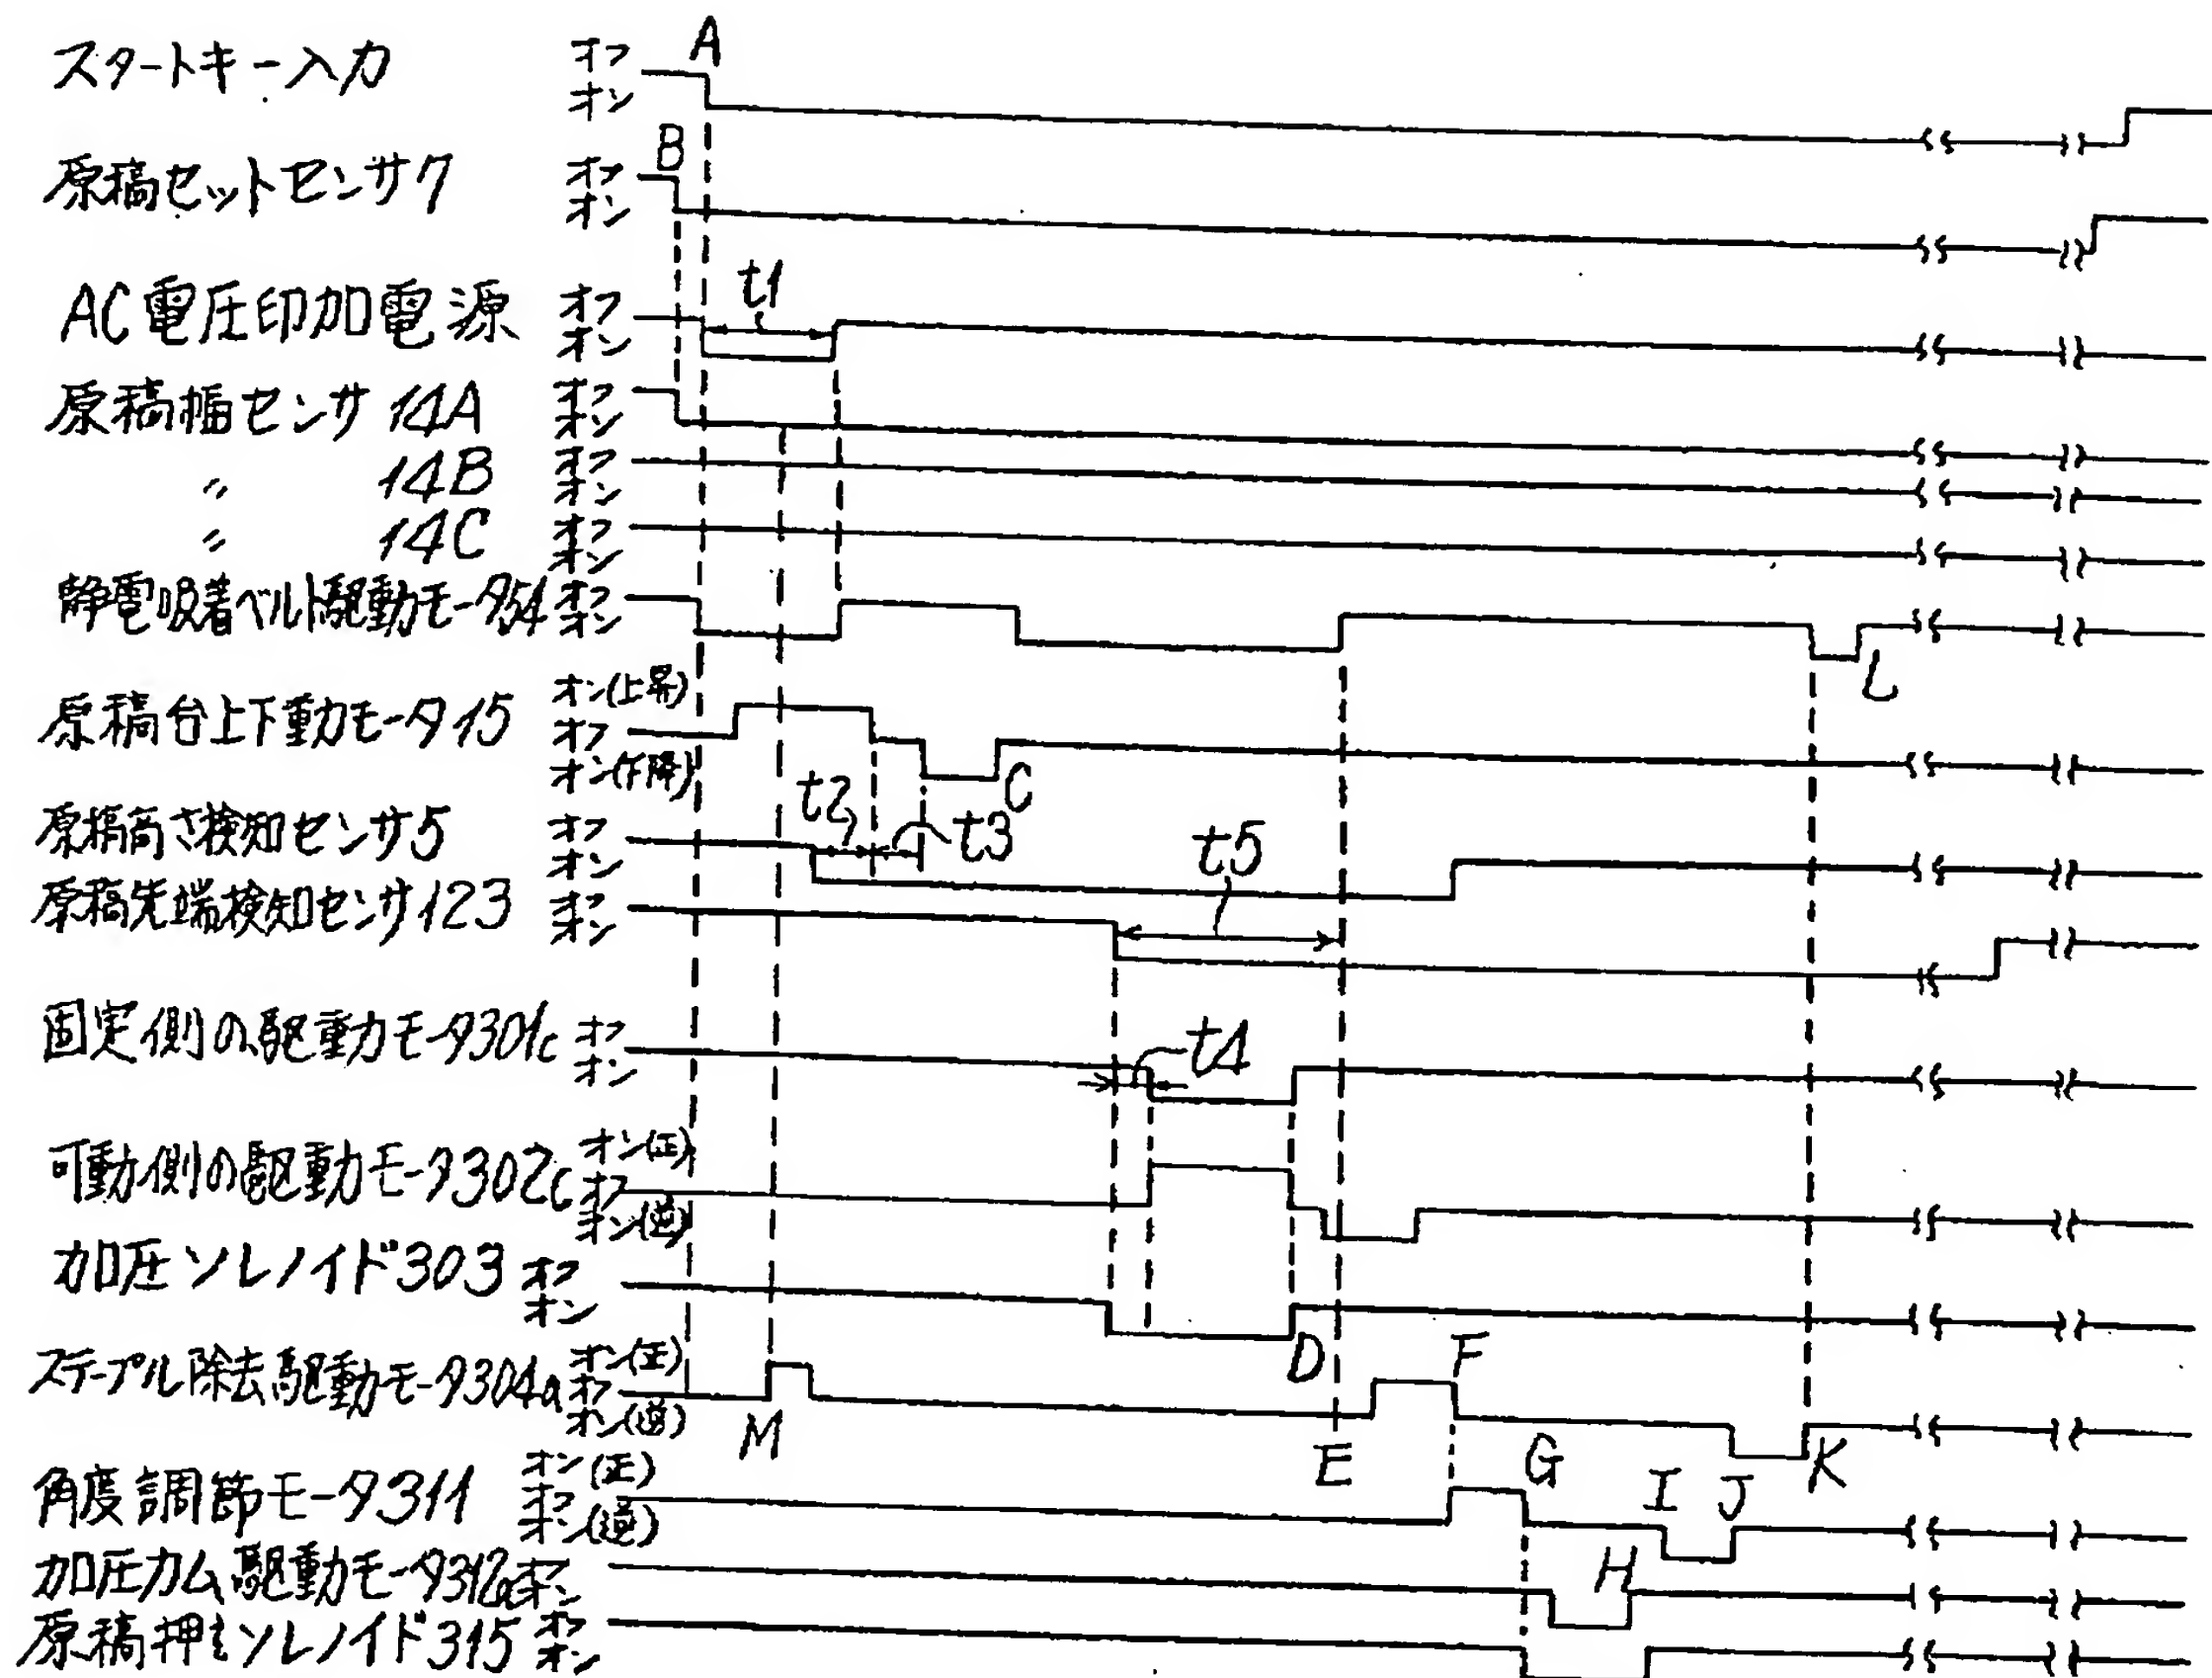 スタートキー入力 オフ オン A
原稿セットセンサ7 オフ オン B
AC電圧印加電源 オフ オン t1
原稿幅センサ 14A オフ オン
〃 14B オフ オン
〃 14C オフ オン
静電吸着ベルト駆動モータ54 オフ オン L
原稿台上下動モータ15 オン(上昇) オフ オン(下降) C
t2 t3
原稿高さ検知センサ5 オフ オン
t5
原稿先端検知センサ123 オフ オン
固定側の駆動モータ301c オフ オン t4
可動側の駆動モータ302c オン(正) オフ オン(逆)
加圧ソレノイド303 オフ オン D
ステープル除去駆動モータ304a オン(正) オフ オン(逆) M E F K
角度調節モータ311 オン(正) オフ オン(逆) G I J
加圧カム駆動モータ312a オフ オン H
原稿押えソレノイド315 オフ オン